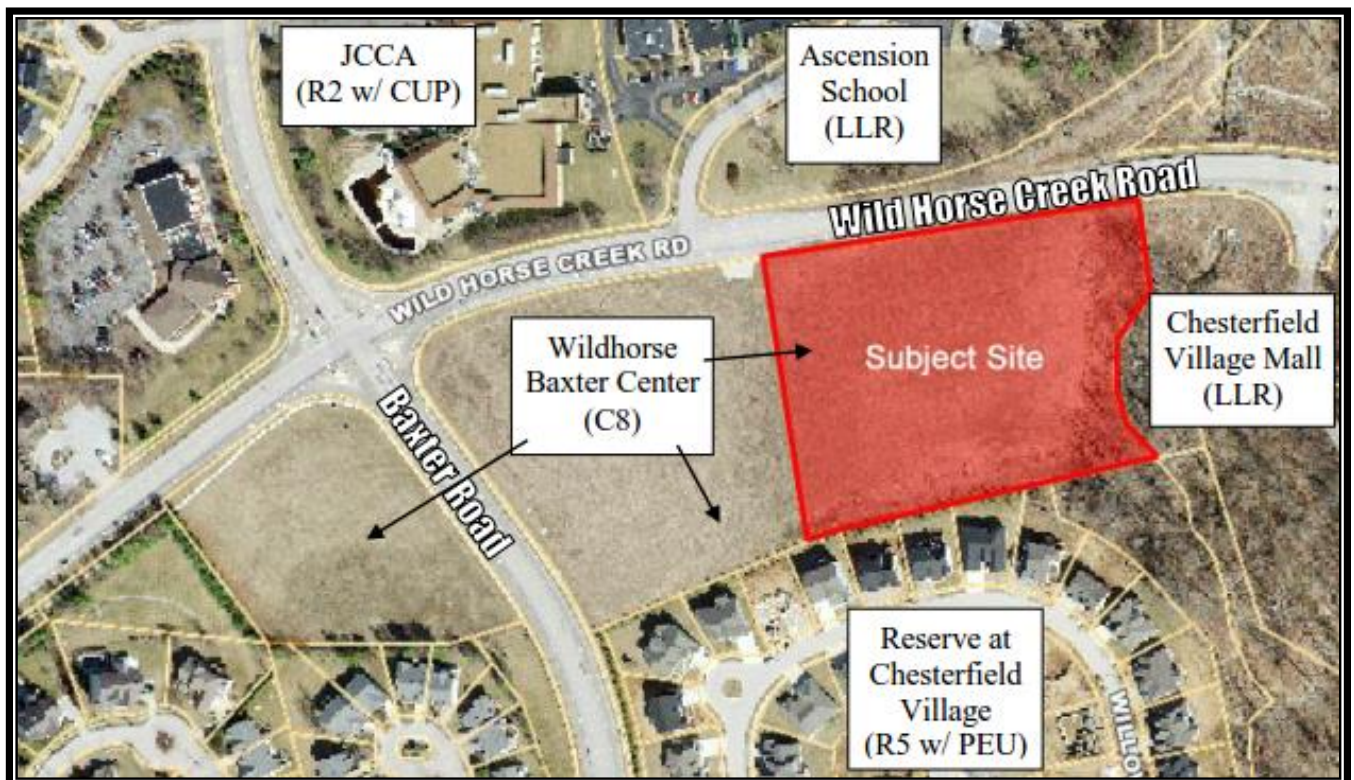 JCCA
(R2 w/ CUP)
Ascension
School
(LLR)
Wild Horse Creek Road
WILD HORSE CREEK RD
Wildhorse
Baxter Center
(C8)
Subject Site
Chesterfield
Village Mall
(LLR)
Baxter Road
Reserve at
Chesterfield
Village
(R5 w/ PEU)
WILLO